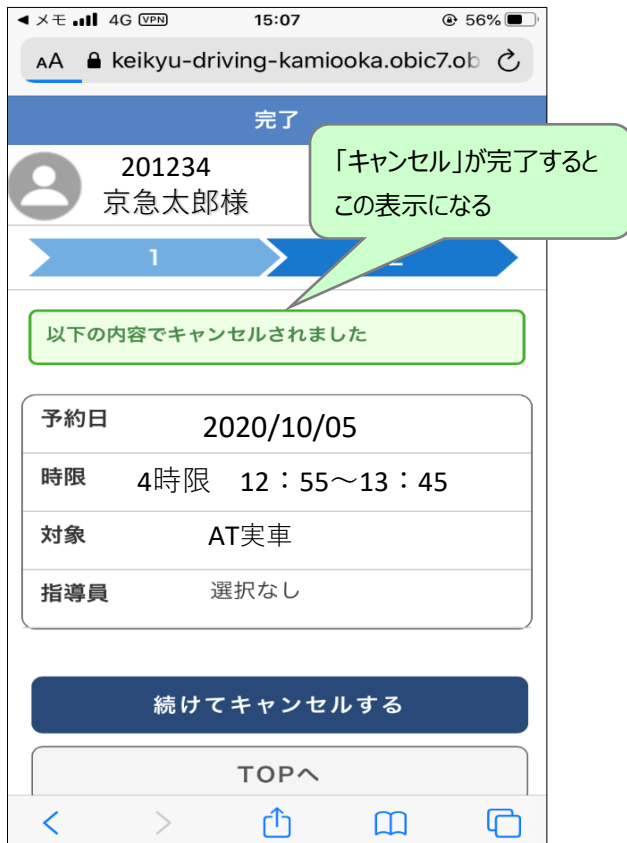 ◀メモ 4G VPN 15:07 56%
AA keikyu-driving-kamiooka.obic7.ob
完了
201234
京急太郎様
「キャンセル」が完了すると
この表示になる
1
以下の内容でキャンセルされました
予約日 2020/10/05
時限 4時限 12：55～13：45
対象 AT実車
指導員 選択なし
続けてキャンセルする
TOPへ